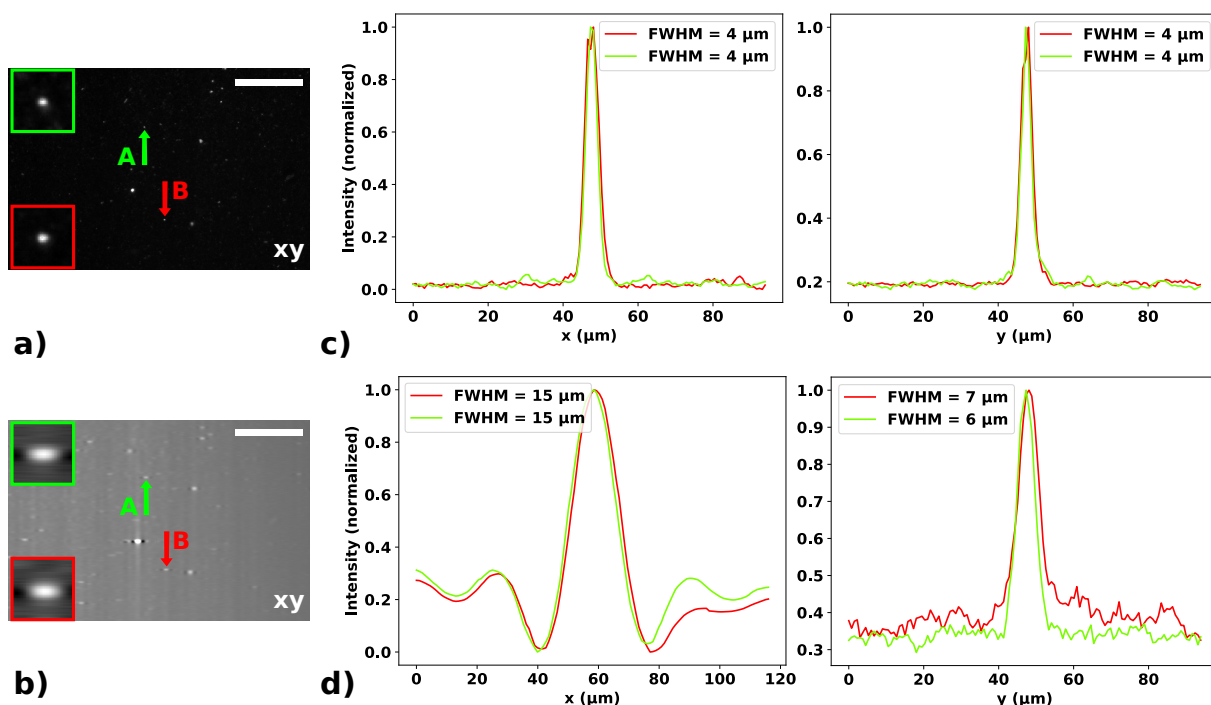 A
B
xy
a)
1.0
0.8
0.6
0.4
0.2
0.0
Intensity (normalized)
FWHM = 4 μm
FWHM = 4 μm
0 20 40 60 80
x (μm)
c)
1.0
0.8
0.6
0.4
0.2
FWHM = 4 μm
FWHM = 4 μm
0 20 40 60 80
y (μm)
A
B
xy
b)
1.0
0.8
0.6
0.4
0.2
0.0
Intensity (normalized)
FWHM = 15 μm
FWHM = 15 μm
0 20 40 60 80 100 120
x (μm)
d)
1.0
0.9
0.8
0.7
0.6
0.5
0.4
0.3
FWHM = 7 μm
FWHM = 6 μm
0 20 40 60 80
y (μm)